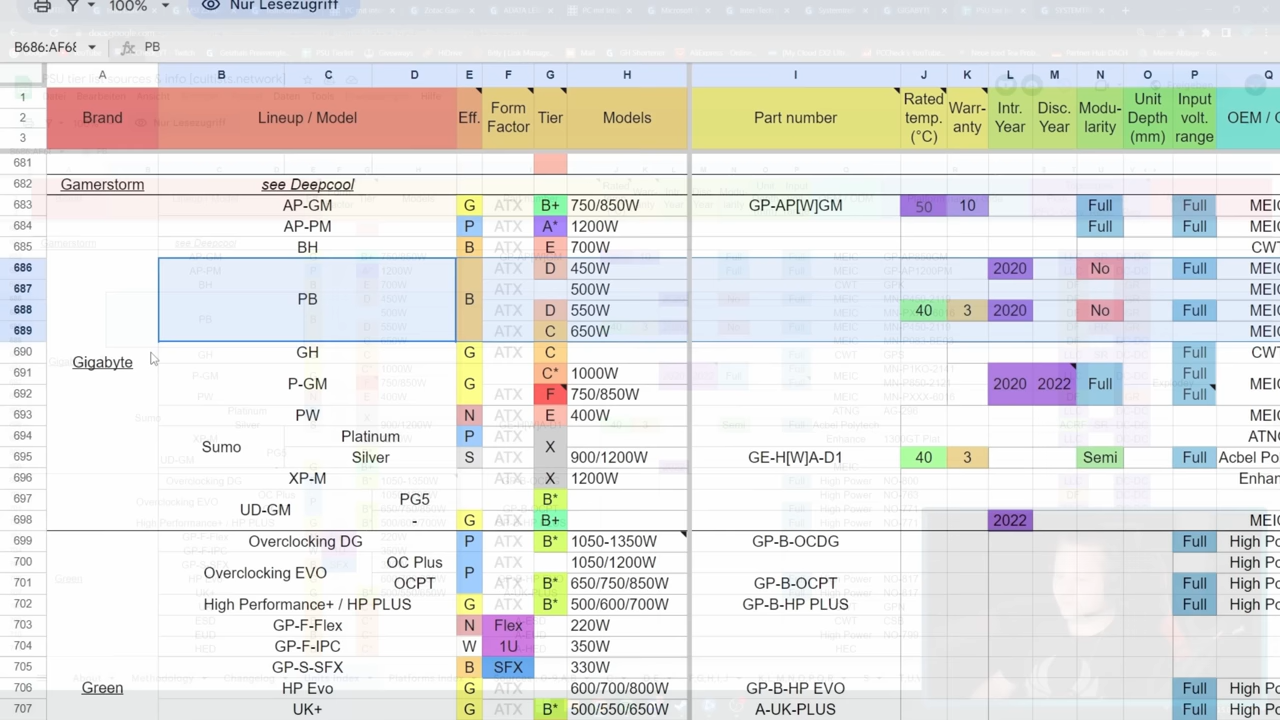 100%
Nur Lesezugriff
B686:AF68 fx PB
A B C D E F G H I J K L M N O P Q
1
2
3
Brand Lineup / Model Eff. Form Factor Tier Models Part number Rated temp. (°C) Warr-anty Intr. Year Disc. Year Modu-larity Unit Depth (mm) Input volt. range OEM /
681
682 Gamerstorm see Deepcool
683 AP-GM G ATX B+ 750/850W GP-AP[W]GM 50 10 Full Full MEIC
684 AP-PM P ATX A* 1200W Full Full MEIC
685 BH B ATX E 700W CWT
686 ATX D 450W 2020 No Full MEIC
687 ATX 500W MEIC
PB B
688 ATX D 550W 40 3 2020 No Full MEIC
689 ATX C 650W MEIC
690 GH G ATX C Full CWT
Gigabyte
691 ATX C* 1000W Full
P-GM G 2020 2022 Full MEIC
692 ATX F 750/850W Full
693 PW N ATX E 400W MEIC
694 Platinum P ATX ATNG
Sumo X
695 Silver S ATX 900/1200W GE-H[W]A-D1 40 3 Semi Full Acbel Po
696 XP-M ATX X 1200W Enhan
697 PG5 ATX B*
UD-GM
698 - G ATX B+ 2022 MEIC
699 Overclocking DG P ATX B* 1050-1350W GP-B-OCDG Full High Po
700 OC Plus ATX 1050/1200W High Po
Overclocking EVO P
701 OCPT ATX B* 650/750/850W GP-B-OCPT Full High Po
702 High Performance+ / HP PLUS G ATX B* 500/600/700W GP-B-HP PLUS Full High Po
703 GP-F-Flex N Flex 220W
704 GP-F-IPC W 1U 350W
705 GP-S-SFX B SFX 330W
706 Green HP Evo G ATX 600/700/800W GP-B-HP EVO Full High Po
707 UK+ G ATX B* 500/550/650W A-UK-PLUS Full High Po